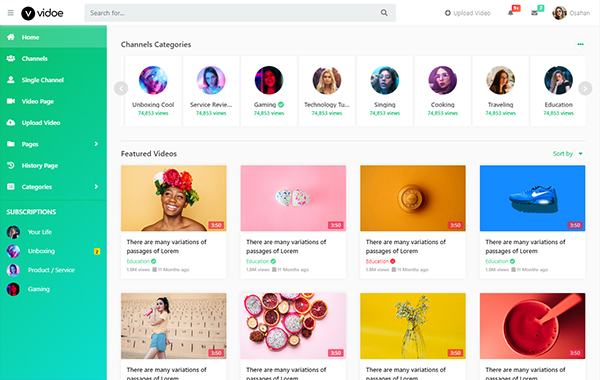 vidoe
Search for...
Upload Video
9+
7
Osahan
Home
Channels
Single Channel
Video Page
Upload Video
Pages
History Page
Categories
SUBSCRIPTIONS
Your Life
Unboxing
2
Product / Service
Gaming
Channels Categories
Unboxing Cool
74,853 views
Service Revie...
74,853 views
Gaming
74,853 views
Technology Tu...
74,853 views
Singing
74,853 views
Cooking
74,853 views
Traveling
74,853 views
Education
74,853 views
Featured Videos
Sort by
3:50
There are many variations of
passages of Lorem
Education
1.8M views 11 Months ago
3:50
There are many variations of
passages of Lorem
Education
1.8M views 11 Months ago
3:50
There are many variations of
passages of Lorem
Education
1.8M views 11 Months ago
3:50
There are many variations of
passages of Lorem
Education
1.8M views 11 Months ago
3:50
There are many variations of
passages of Lorem
3:50
There are many variations of
passages of Lorem
3:50
There are many variations of
passages of Lorem
3:50
There are many variations of
passages of Lorem